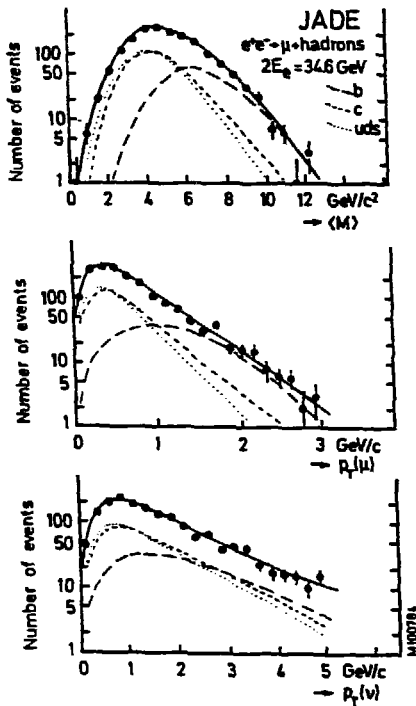 JADE
e⁺e⁻→μ+hadrons
2Eₑ=34.6 GeV
b
c
uds
Number of events
100
50
10
5
1
0 2 4 6 8 10 12 GeV/c²
→ ⟨M⟩
Number of events
100
50
10
5
1
0 1 2 3 GeV/c
→ p_T(μ)
Number of events
100
50
10
5
1
0 1 2 3 4 5 GeV/c
→ p_T(ν)
M100784